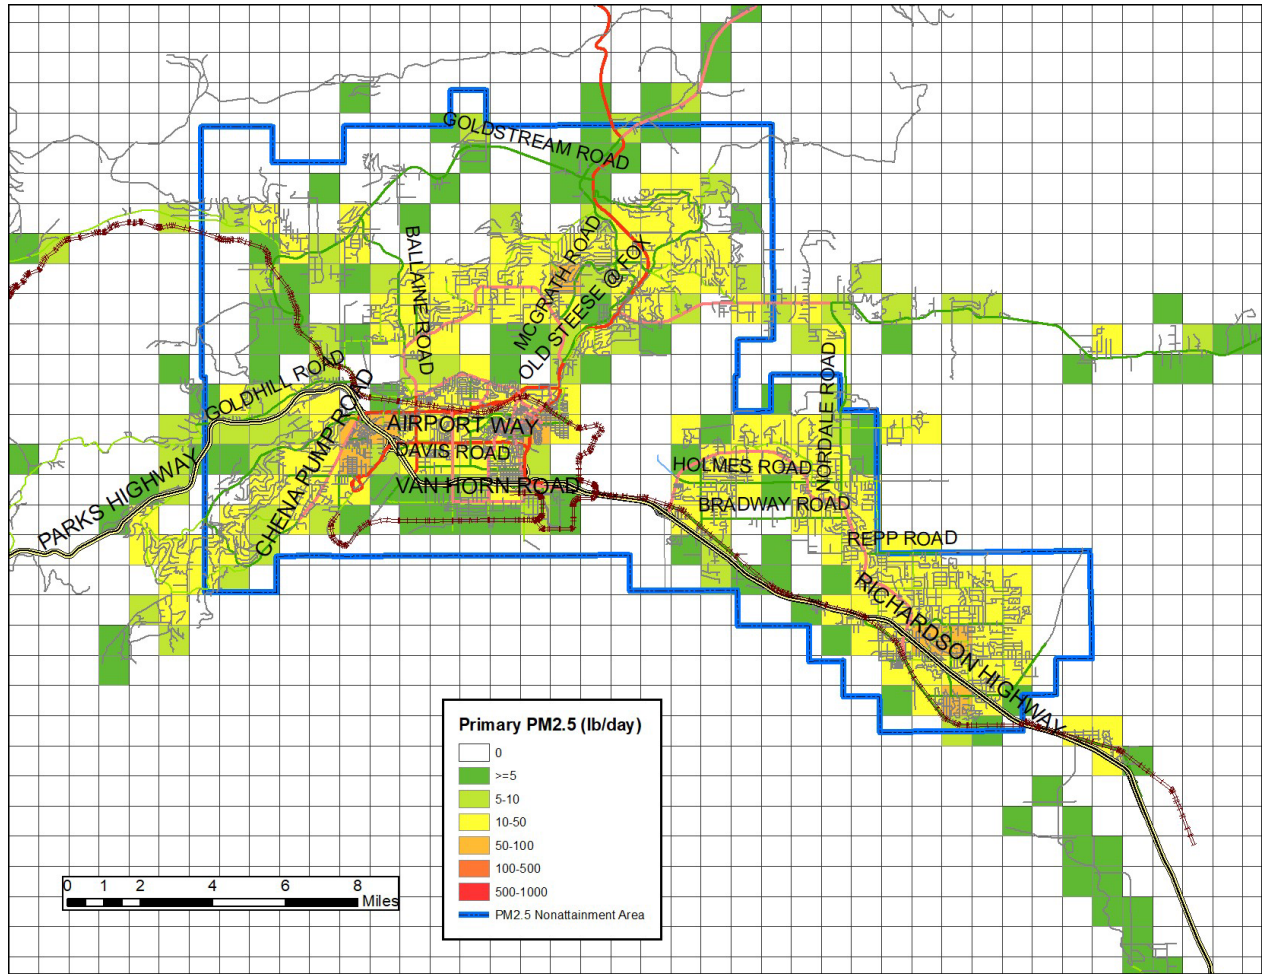 GOLDSTREAM ROAD
BALLAINE ROAD
MCGRATH ROAD
OLD STEESE @ FOX
GOLDHILL ROAD
CHENA PUMP ROAD
AIRPORT WAY
DAVIS ROAD
VAN HORN ROAD
PARKS HIGHWAY
NORDALE ROAD
HOLMES ROAD
BRADWAY ROAD
REPP ROAD
RICHARDSON HIGHWAY
Primary PM2.5 (lb/day)
0
>=5
5-10
10-50
50-100
100-500
500-1000
PM2.5 Nonattainment Area
0 1 2 4 6 8
Miles